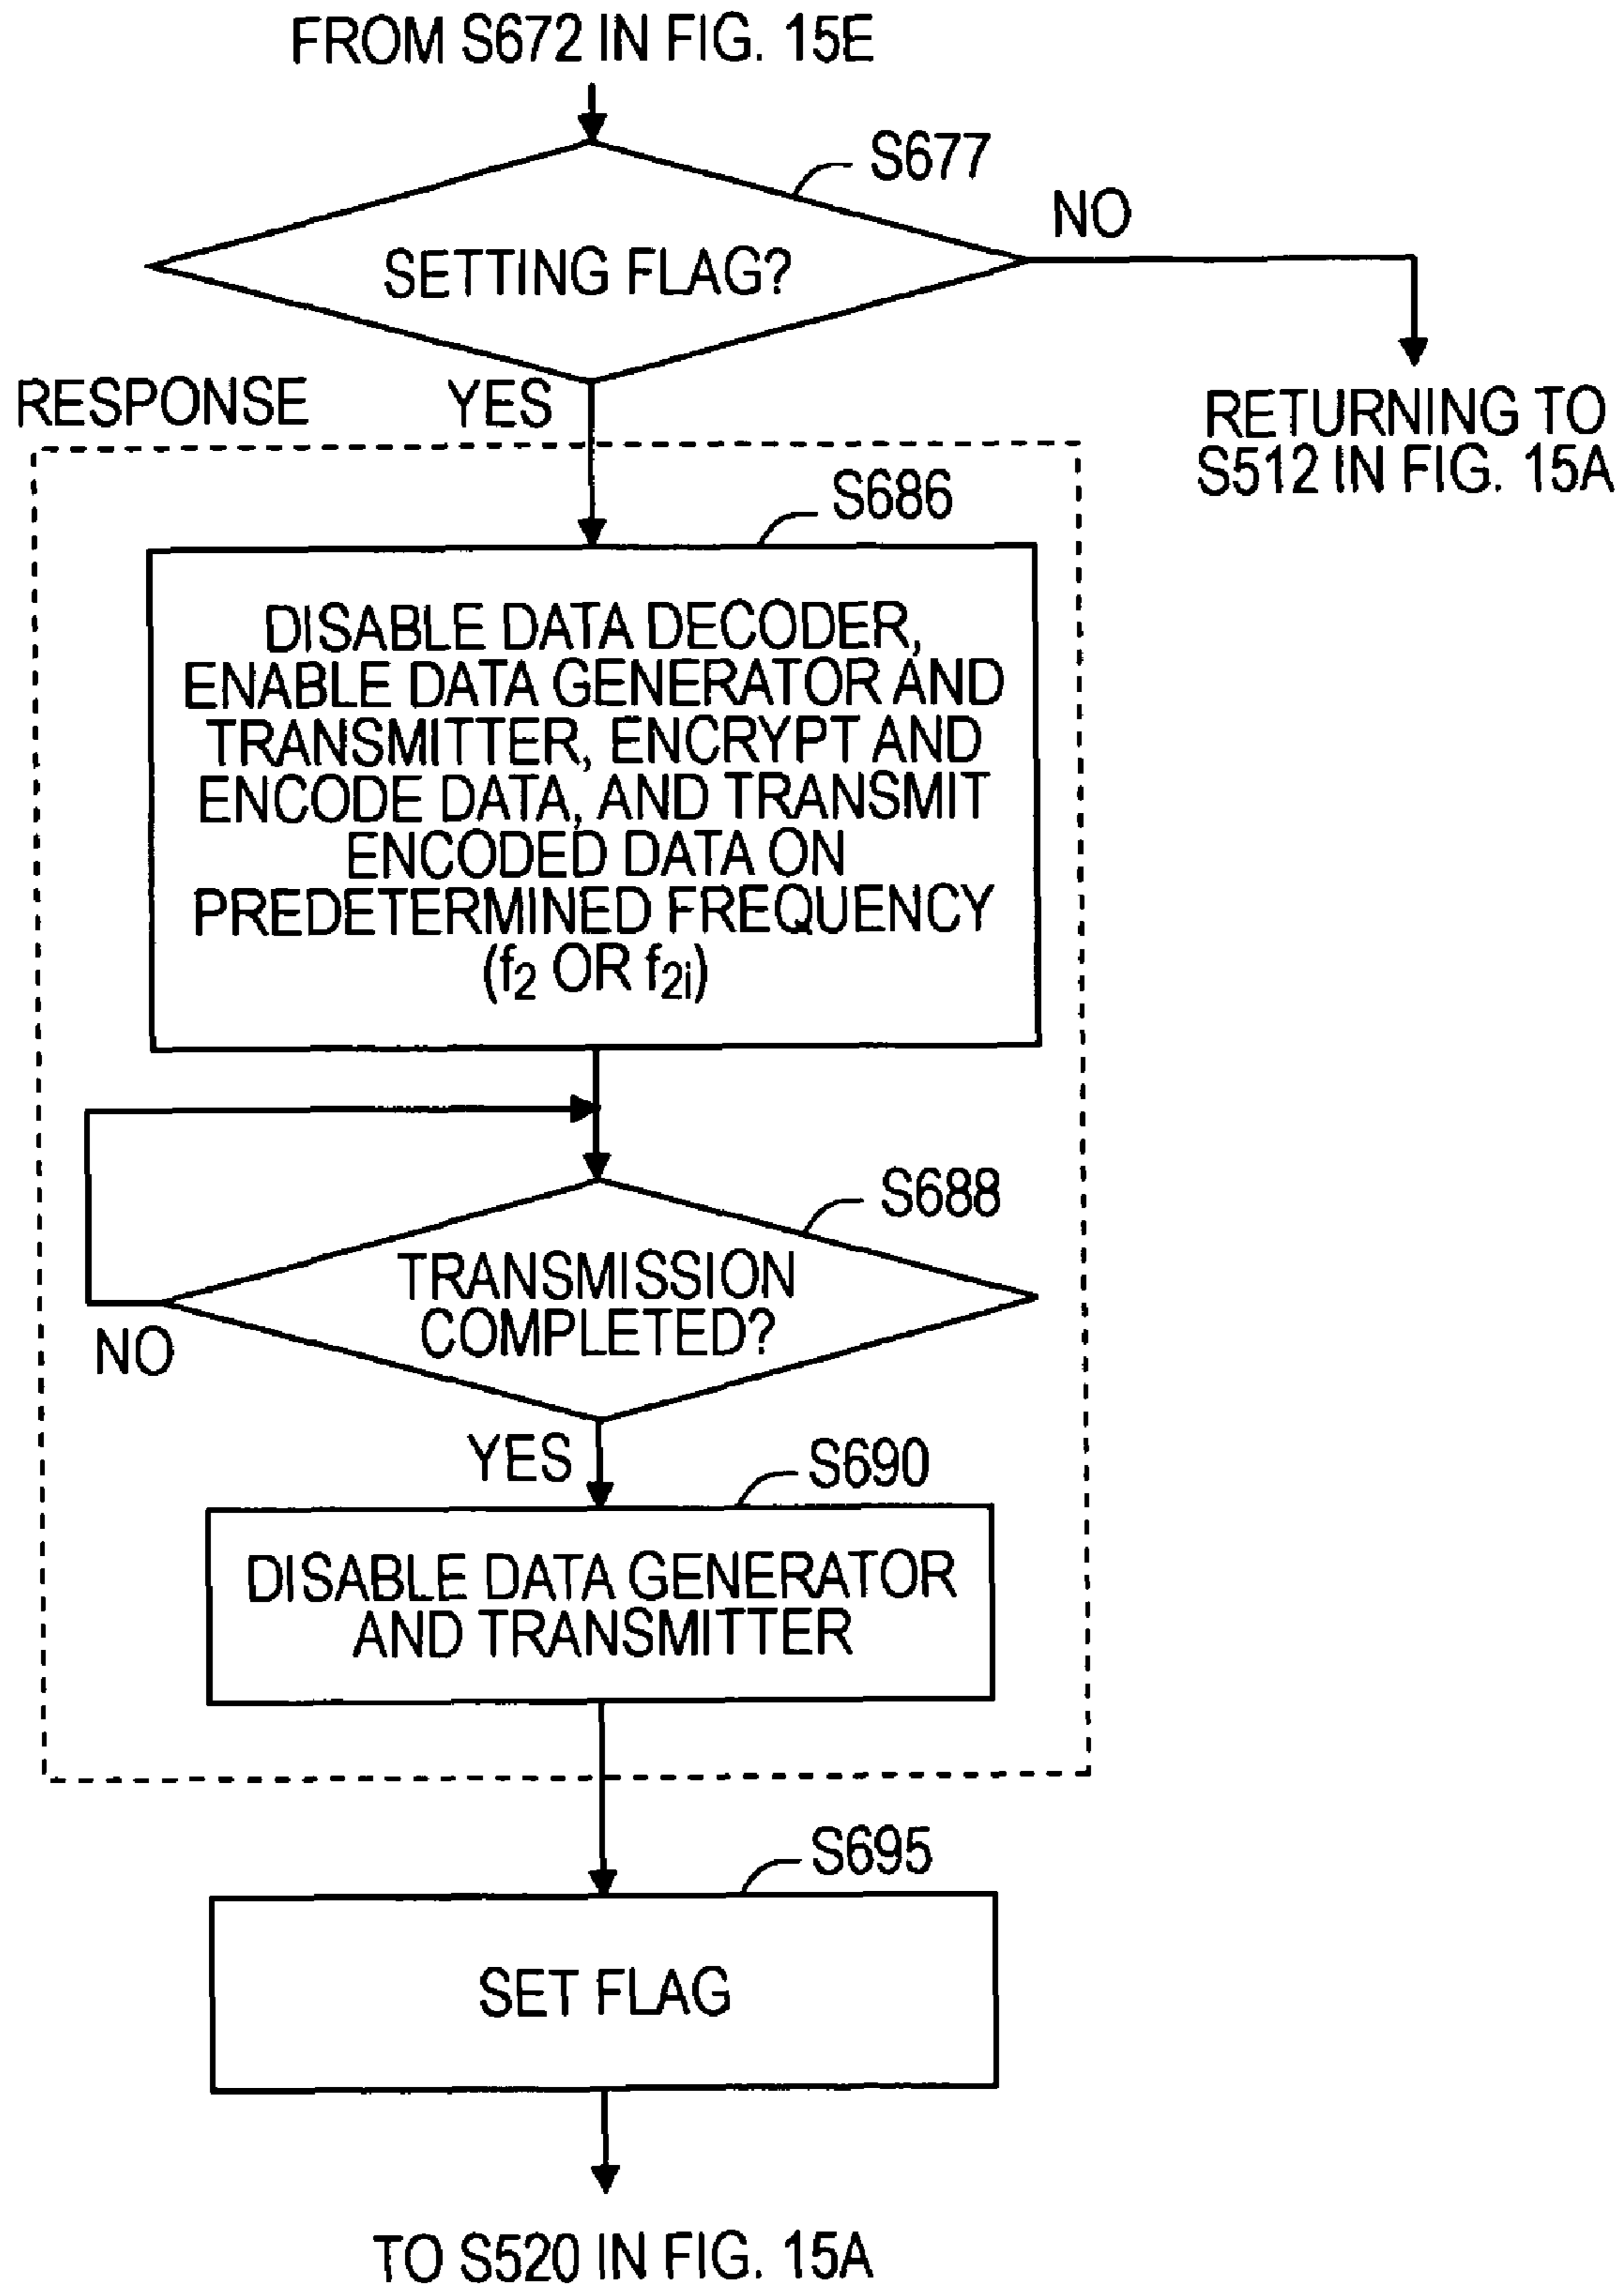 FROM S672 IN FIG. 15E
S677
SETTING FLAG?
NO
RETURNING TO
S512 IN FIG. 15A
RESPONSE
YES
S686
DISABLE DATA DECODER,
ENABLE DATA GENERATOR AND
TRANSMITTER, ENCRYPT AND
ENCODE DATA, AND TRANSMIT
ENCODED DATA ON
PREDETERMINED FREQUENCY
(f2 OR f2i)
S688
TRANSMISSION
COMPLETED?
NO
YES
S690
DISABLE DATA GENERATOR
AND TRANSMITTER
S695
SET FLAG
TO S520 IN FIG. 15A